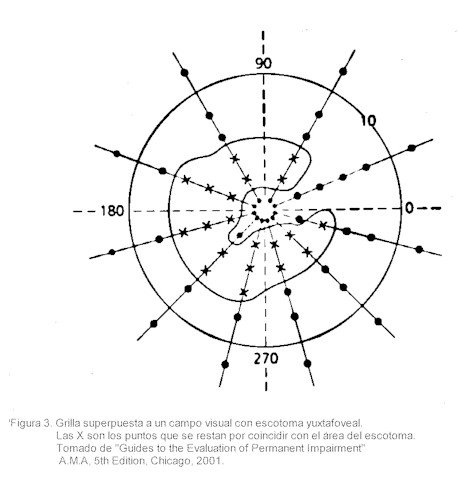 90
10
180
0
270
'Figura 3. Grilla superpuesta a un campo visual con escotoma yuxtafoveal.
Las X son los puntos que se restan por coincidir con el area del escotoma.
Tomado de "Guides to the Evaluation of Permanent Impairment"
A.M.A, 5th Edition, Chicago, 2001.